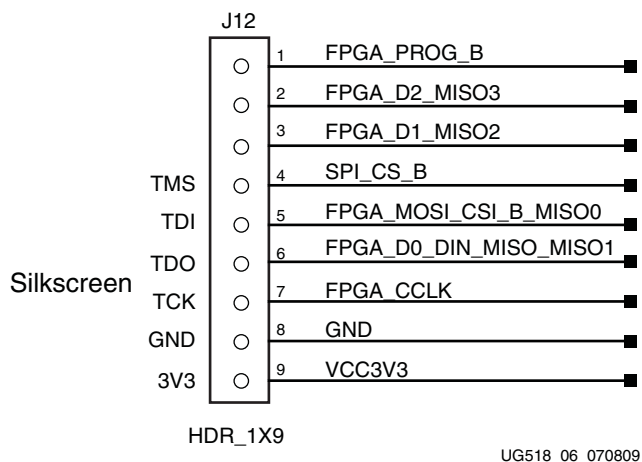 J12
1 FPGA_PROG_B
2 FPGA_D2_MISO3
3 FPGA_D1_MISO2
TMS 4 SPI_CS_B
TDI 5 FPGA_MOSI_CSI_B_MISO0
TDO 6 FPGA_D0_DIN_MISO_MISO1
Silkscreen
TCK 7 FPGA_CCLK
GND 8 GND
3V3 9 VCC3V3
HDR_1X9
UG518_06_070809